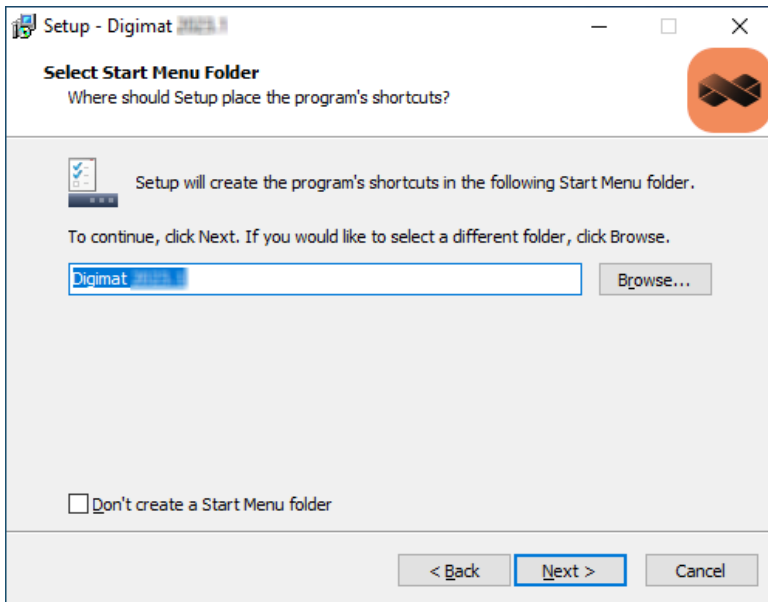 Setup - Digimat
Select Start Menu Folder
Where should Setup place the program's shortcuts?
Setup will create the program's shortcuts in the following Start Menu folder.
To continue, click Next. If you would like to select a different folder, click Browse.
Digimat
Browse...
Don't create a Start Menu folder
< Back
Next >
Cancel